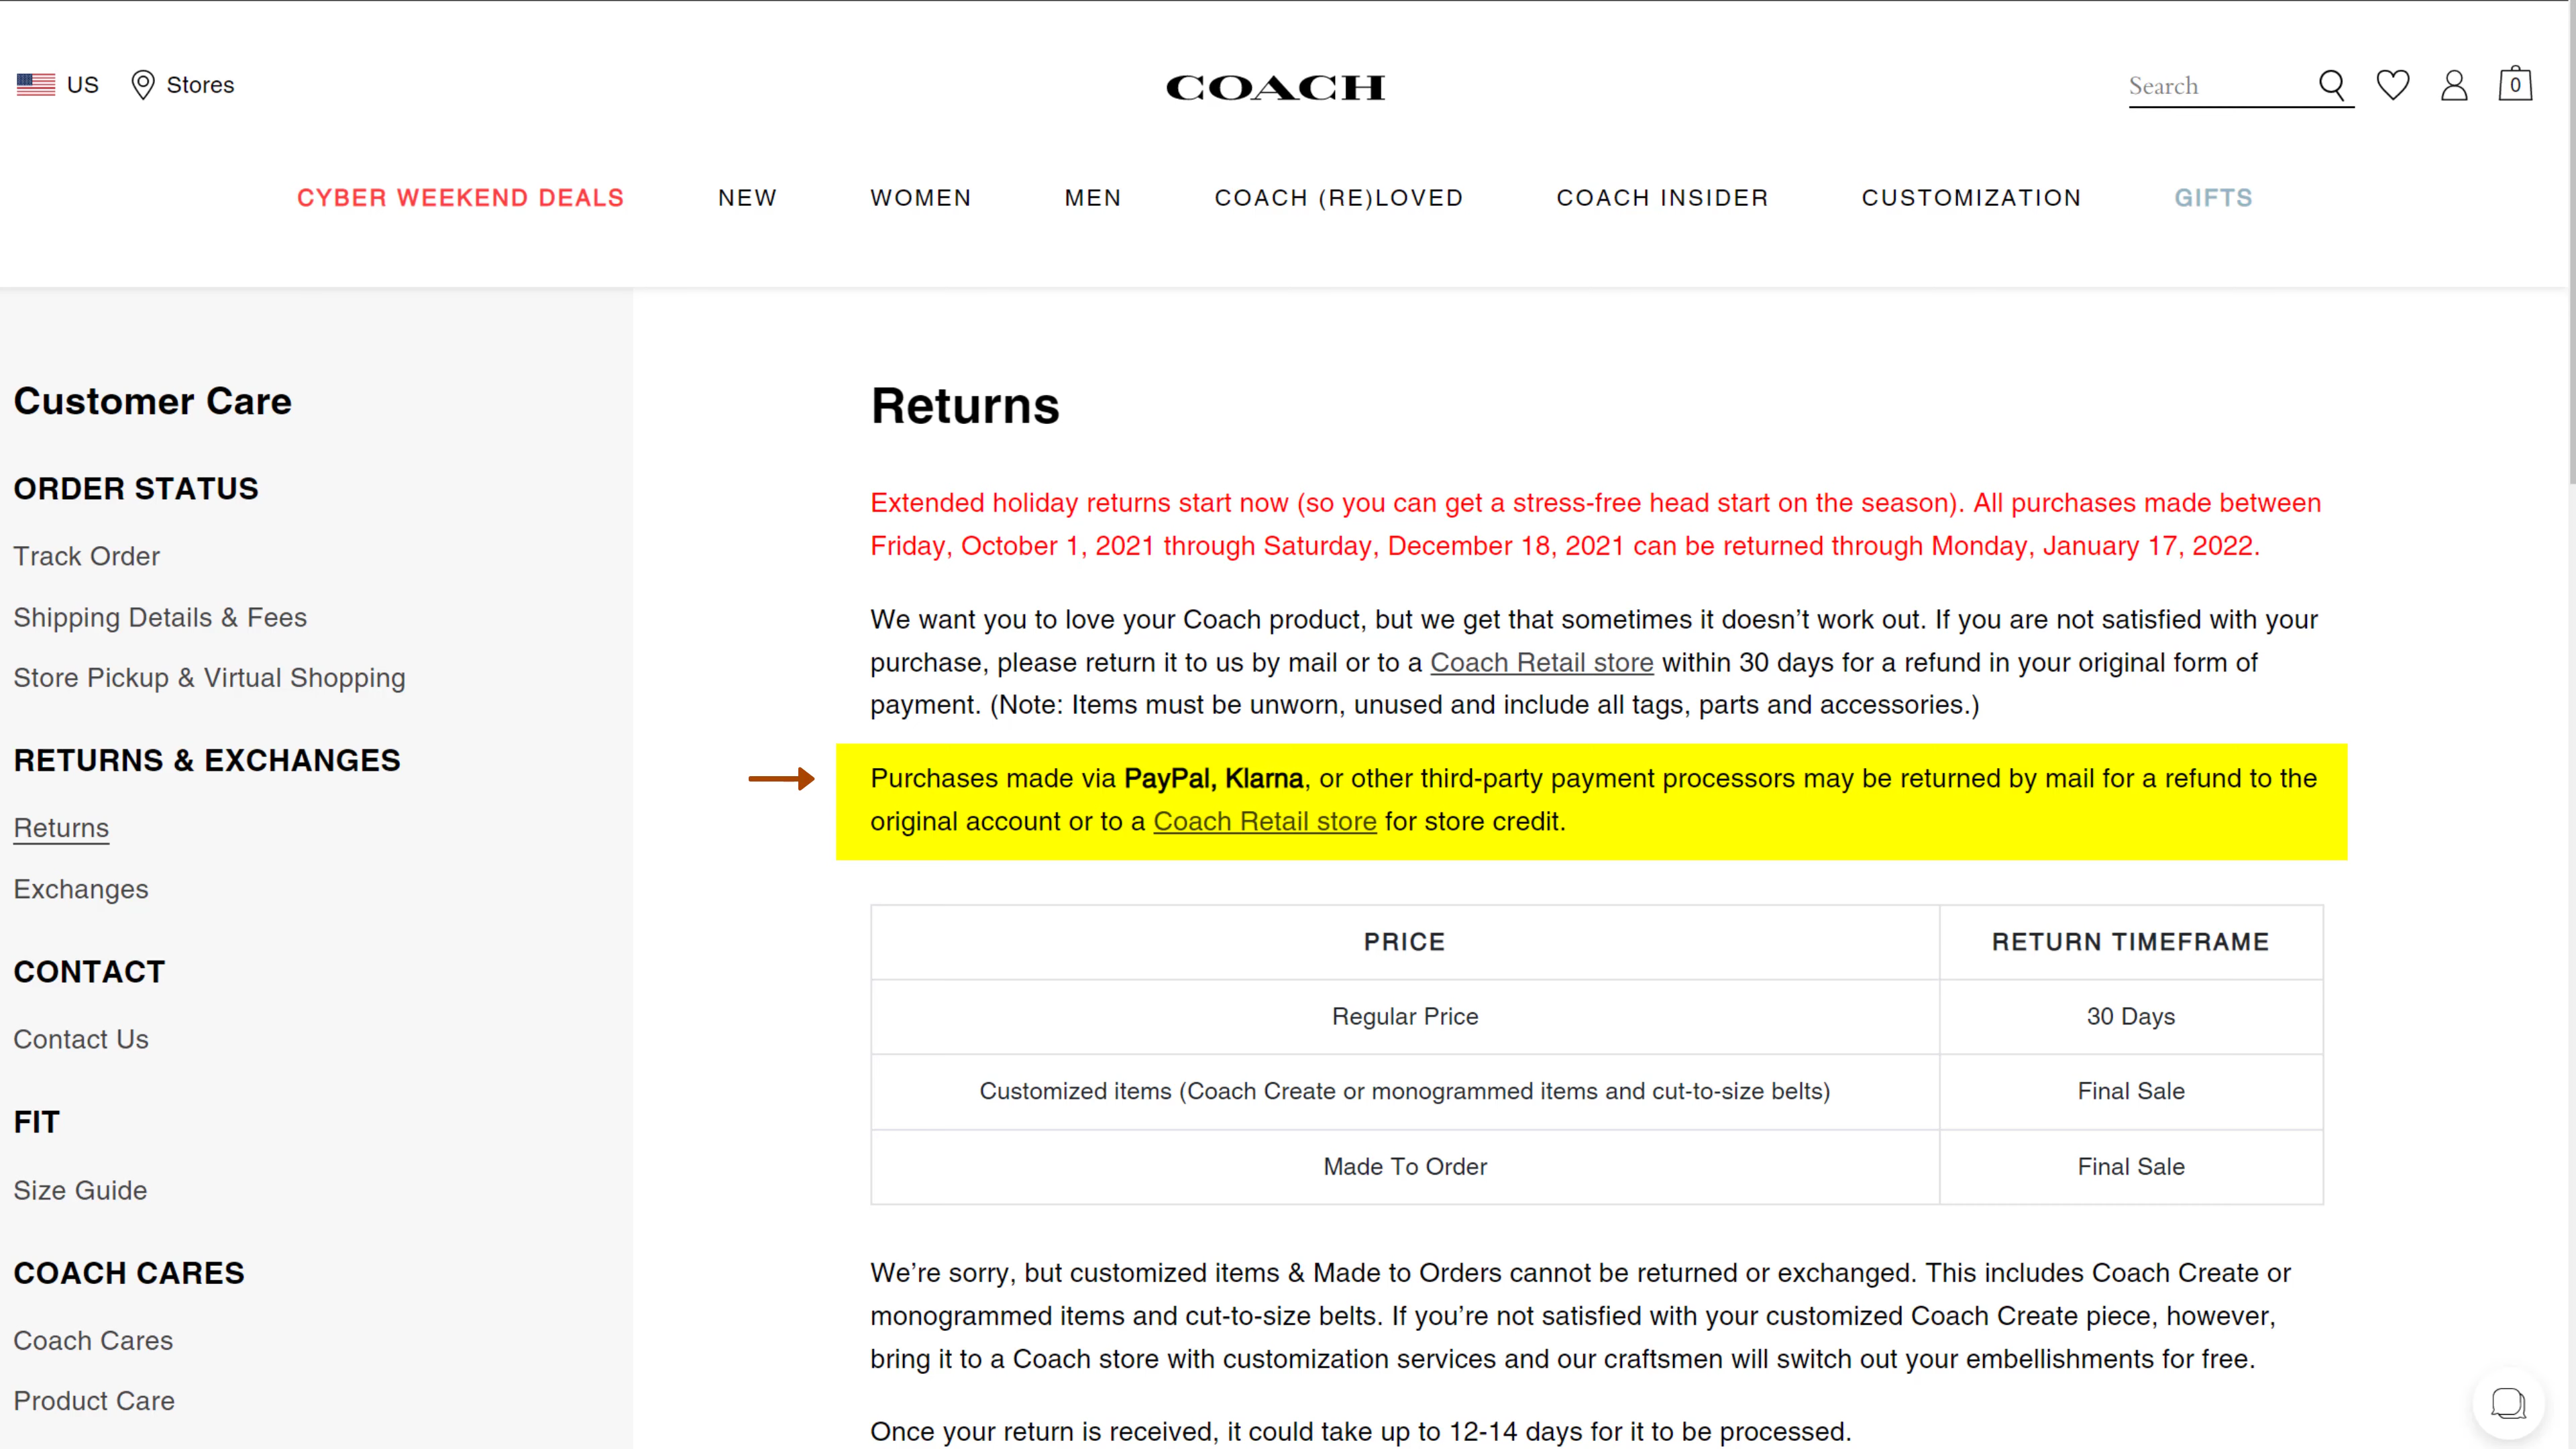 US Stores COACH Search 0
CYBER WEEKEND DEALS NEW WOMEN MEN COACH (RE)LOVED COACH INSIDER CUSTOMIZATION GIFTS
Customer Care
ORDER STATUS
Track Order
Shipping Details & Fees
Store Pickup & Virtual Shopping
RETURNS & EXCHANGES
Returns
Exchanges
CONTACT
Contact Us
FIT
Size Guide
COACH CARES
Coach Cares
Product Care
Returns
Extended holiday returns start now (so you can get a stress-free head start on the season). All purchases made between
Friday, October 1, 2021 through Saturday, December 18, 2021 can be returned through Monday, January 17, 2022.
We want you to love your Coach product, but we get that sometimes it doesn’t work out. If you are not satisfied with your
purchase, please return it to us by mail or to a Coach Retail store within 30 days for a refund in your original form of
payment. (Note: Items must be unworn, unused and include all tags, parts and accessories.)
Purchases made via PayPal, Klarna, or other third-party payment processors may be returned by mail for a refund to the
original account or to a Coach Retail store for store credit.
PRICE RETURN TIMEFRAME
Regular Price 30 Days
Customized items (Coach Create or monogrammed items and cut-to-size belts) Final Sale
Made To Order Final Sale
We’re sorry, but customized items & Made to Orders cannot be returned or exchanged. This includes Coach Create or
monogrammed items and cut-to-size belts. If you’re not satisfied with your customized Coach Create piece, however,
bring it to a Coach store with customization services and our craftsmen will switch out your embellishments for free.
Once your return is received, it could take up to 12-14 days for it to be processed.